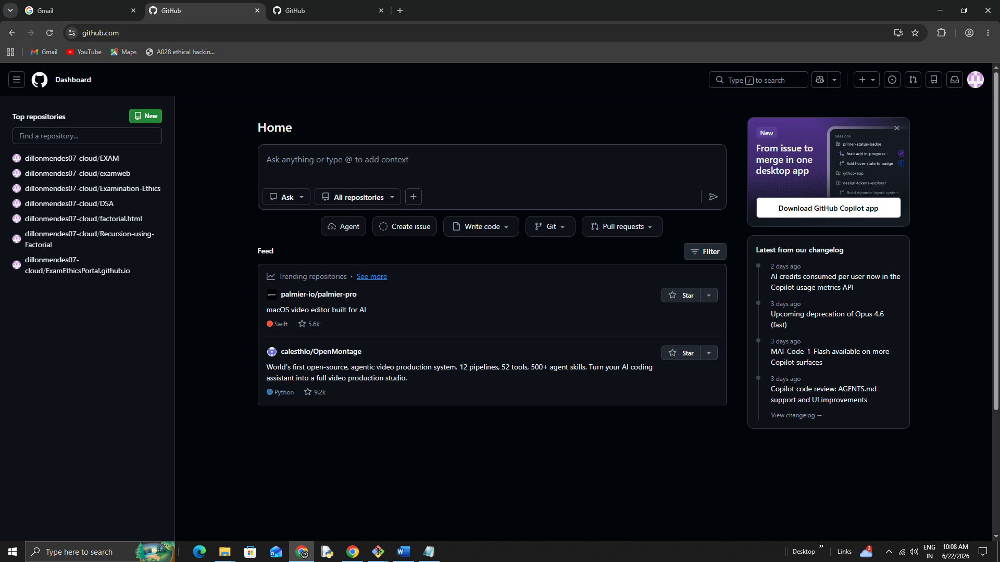 Gmail
GitHub
GitHub
github.com
Gmail
YouTube
Maps
A028 ethical hackin...
Dashboard
Type / to search
Top repositories
New
Find a repository...
dillonmendes07-cloud/EXAM
dillonmendes07-cloud/examweb
dillonmendes07-cloud/Examination-Ethics
dillonmendes07-cloud/DSA
dillonmendes07-cloud/factorial.html
dillonmendes07-cloud/Recursion-using-
Factorial
dillonmendes07-
cloud/ExamEthicsPortal.github.io
Home
Ask anything or type @ to add context
Ask
All repositories
Agent
Create issue
Write code
Git
Pull requests
Feed
Filter
Trending repositories · See more
palmier-io/palmier-pro
Star
macOS video editor built for AI
Swift
5.6k
calesthio/OpenMontage
Star
World's first open-source, agentic video production system. 12 pipelines, 52 tools, 500+ agent skills. Turn your AI coding
assistant into a full video production studio.
Python
9.2k
New
From issue to
merge in one
desktop app
Sessions
primer-status-badge
feat: add in-progress
Add hover state to badge
github-app
design-tokens-explorer
Build dynamic layout system
Download GitHub Copilot app
Latest from our changelog
2 days ago
AI credits consumed per user now in the
Copilot usage metrics API
3 days ago
Upcoming deprecation of Opus 4.6
(fast)
3 days ago
MAI-Code-1-Flash available on more
Copilot surfaces
3 days ago
Copilot code review: AGENTS.md
support and UI improvements
View changelog →
Type here to search
Desktop
Links
2
ENG
IN
10:08 AM
6/22/2026